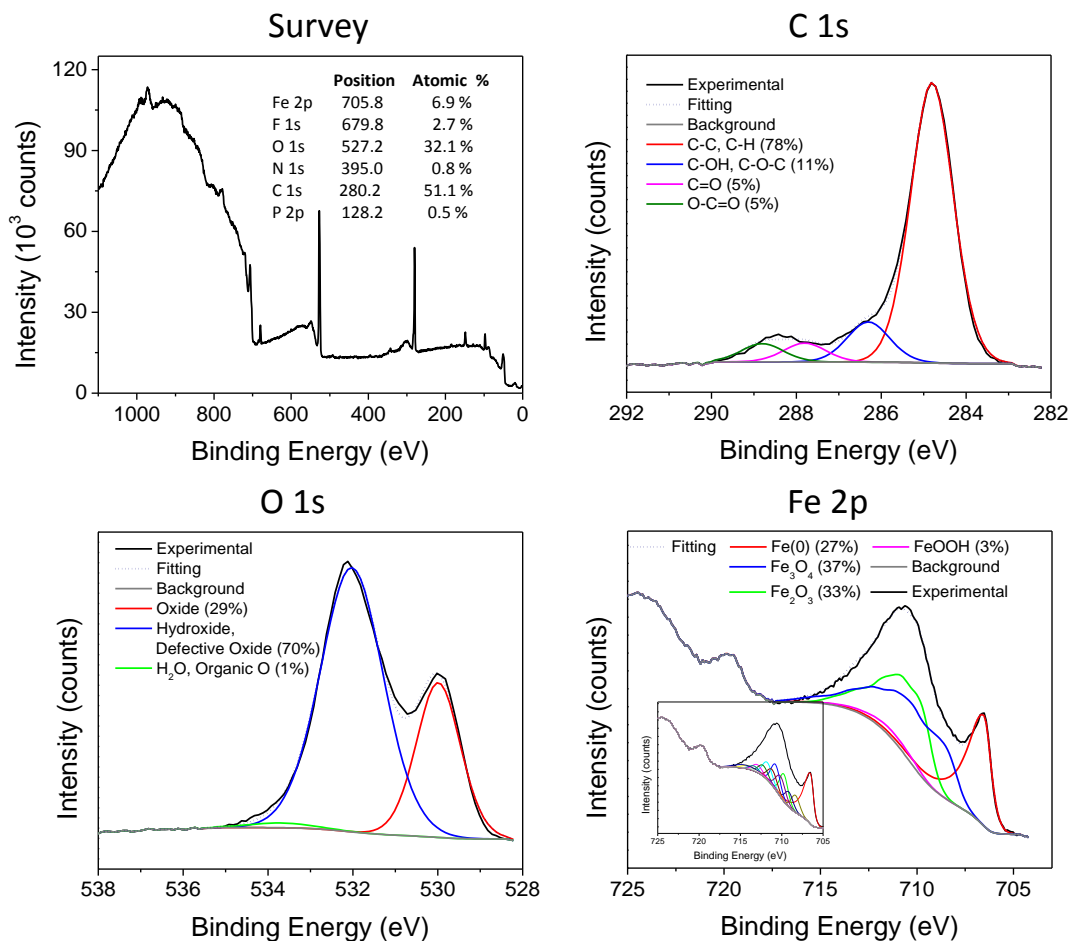 Survey
120
90
60
30
0
Intensity (10³ counts)
Position Atomic %
Fe 2p 705.8 6.9 %
F 1s 679.8 2.7 %
O 1s 527.2 32.1 %
N 1s 395.0 0.8 %
C 1s 280.2 51.1 %
P 2p 128.2 0.5 %
1000 800 600 400 200 0
Binding Energy (eV)
C 1s
Intensity (counts)
Experimental
Fitting
Background
C-C, C-H (78%)
C-OH, C-O-C (11%)
C=O (5%)
O-C=O (5%)
292 290 288 286 284 282
Binding Energy (eV)
O 1s
Intensity (counts)
Experimental
Fitting
Background
Oxide (29%)
Hydroxide,
Defective Oxide (70%)
H₂O, Organic O (1%)
538 536 534 532 530 528
Binding Energy (eV)
Fe 2p
Intensity (counts)
Fitting Fe(0) (27%) FeOOH (3%)
Fe₃O₄ (37%) Background
Fe₂O₃ (33%) Experimental
Intensity (counts)
725 720 715 710 705
Binding Energy (eV)
725 720 715 710 705
Binding Energy (eV)